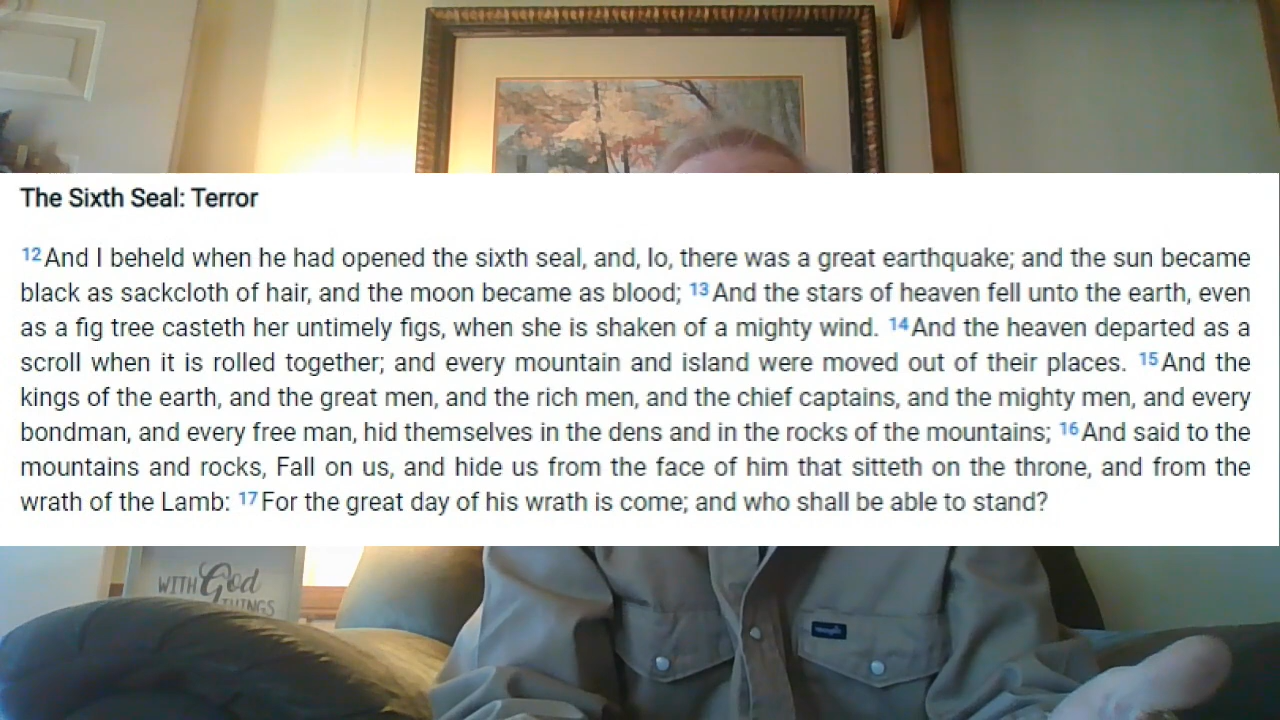 The Sixth Seal: Terror
12 And I beheld when he had opened the sixth seal, and, lo, there was a great earthquake; and the sun became
black as sackcloth of hair, and the moon became as blood; 13 And the stars of heaven fell unto the earth, even
as a fig tree casteth her untimely figs, when she is shaken of a mighty wind. 14 And the heaven departed as a
scroll when it is rolled together; and every mountain and island were moved out of their places. 15 And the
kings of the earth, and the great men, and the rich men, and the chief captains, and the mighty men, and every
bondman, and every free man, hid themselves in the dens and in the rocks of the mountains; 16 And said to the
mountains and rocks, Fall on us, and hide us from the face of him that sitteth on the throne, and from the
wrath of the Lamb: 17 For the great day of his wrath is come; and who shall be able to stand?
WITH God
THINGS